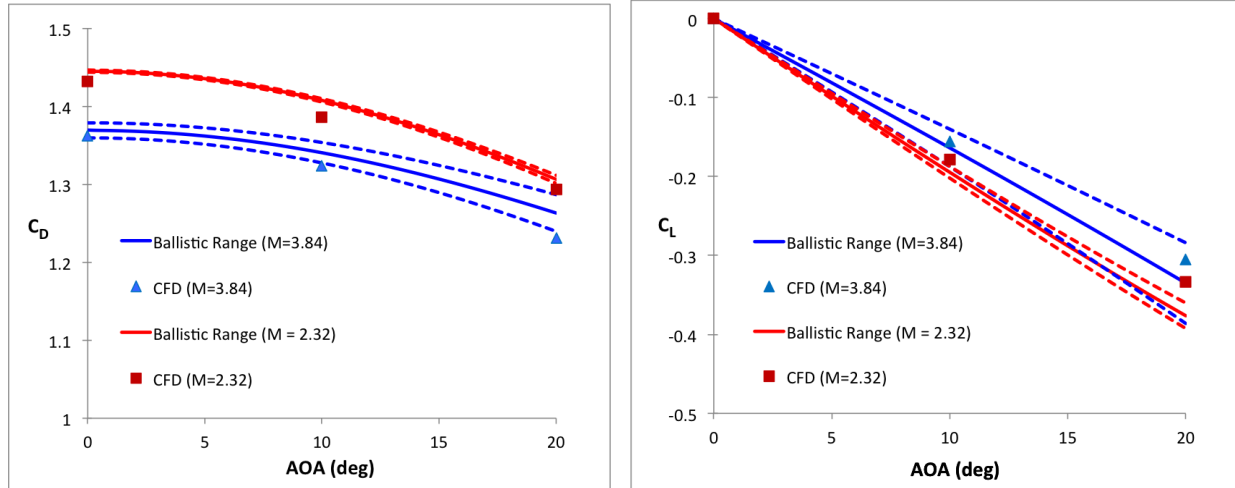 1.5
1.4
1.3
1.2
1.1
1
C_D
Ballistic Range (M=3.84)
CFD (M=3.84)
Ballistic Range (M = 2.32)
CFD (M=2.32)
0 5 10 15 20
AOA (deg)
0
-0.1
-0.2
-0.3
-0.4
-0.5
C_L
Ballistic Range (M=3.84)
CFD (M=3.84)
Ballistic Range (M = 2.32)
CFD (M=2.32)
0 5 10 15 20
AOA (deg)